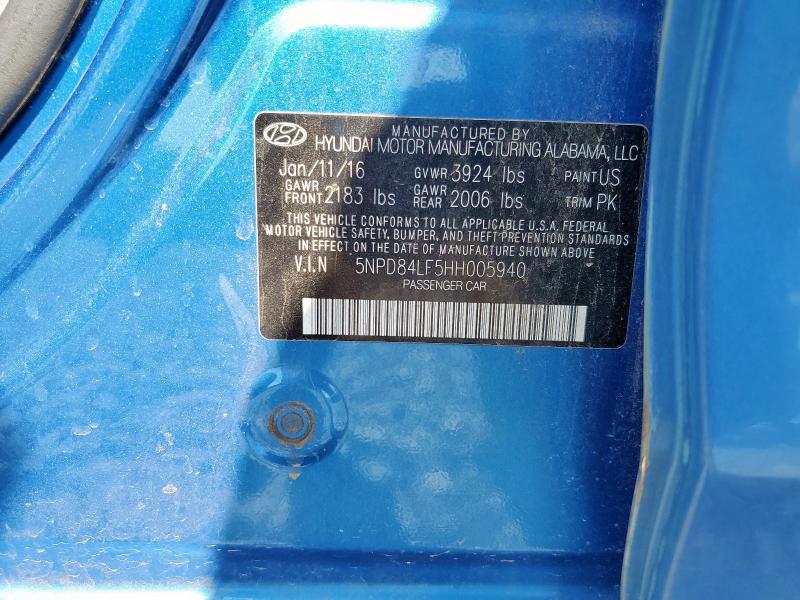 MANUFACTURED BY
HYUNDAI MOTOR MANUFACTURING ALABAMA, LLC
Jan/11/16 GVWR 3924 lbs PAINT US
GAWR FRONT 2183 lbs GAWR REAR 2006 lbs TRIM PK
THIS VEHICLE CONFORMS TO ALL APPLICABLE U.S.A. FEDERAL
MOTOR VEHICLE SAFETY, BUMPER, AND THEFT PREVENTION STANDARDS
IN EFFECT ON THE DATE OF MANUFACTURE SHOWN ABOVE
V.I.N 5NPD84LF5HH005940
PASSENGER CAR